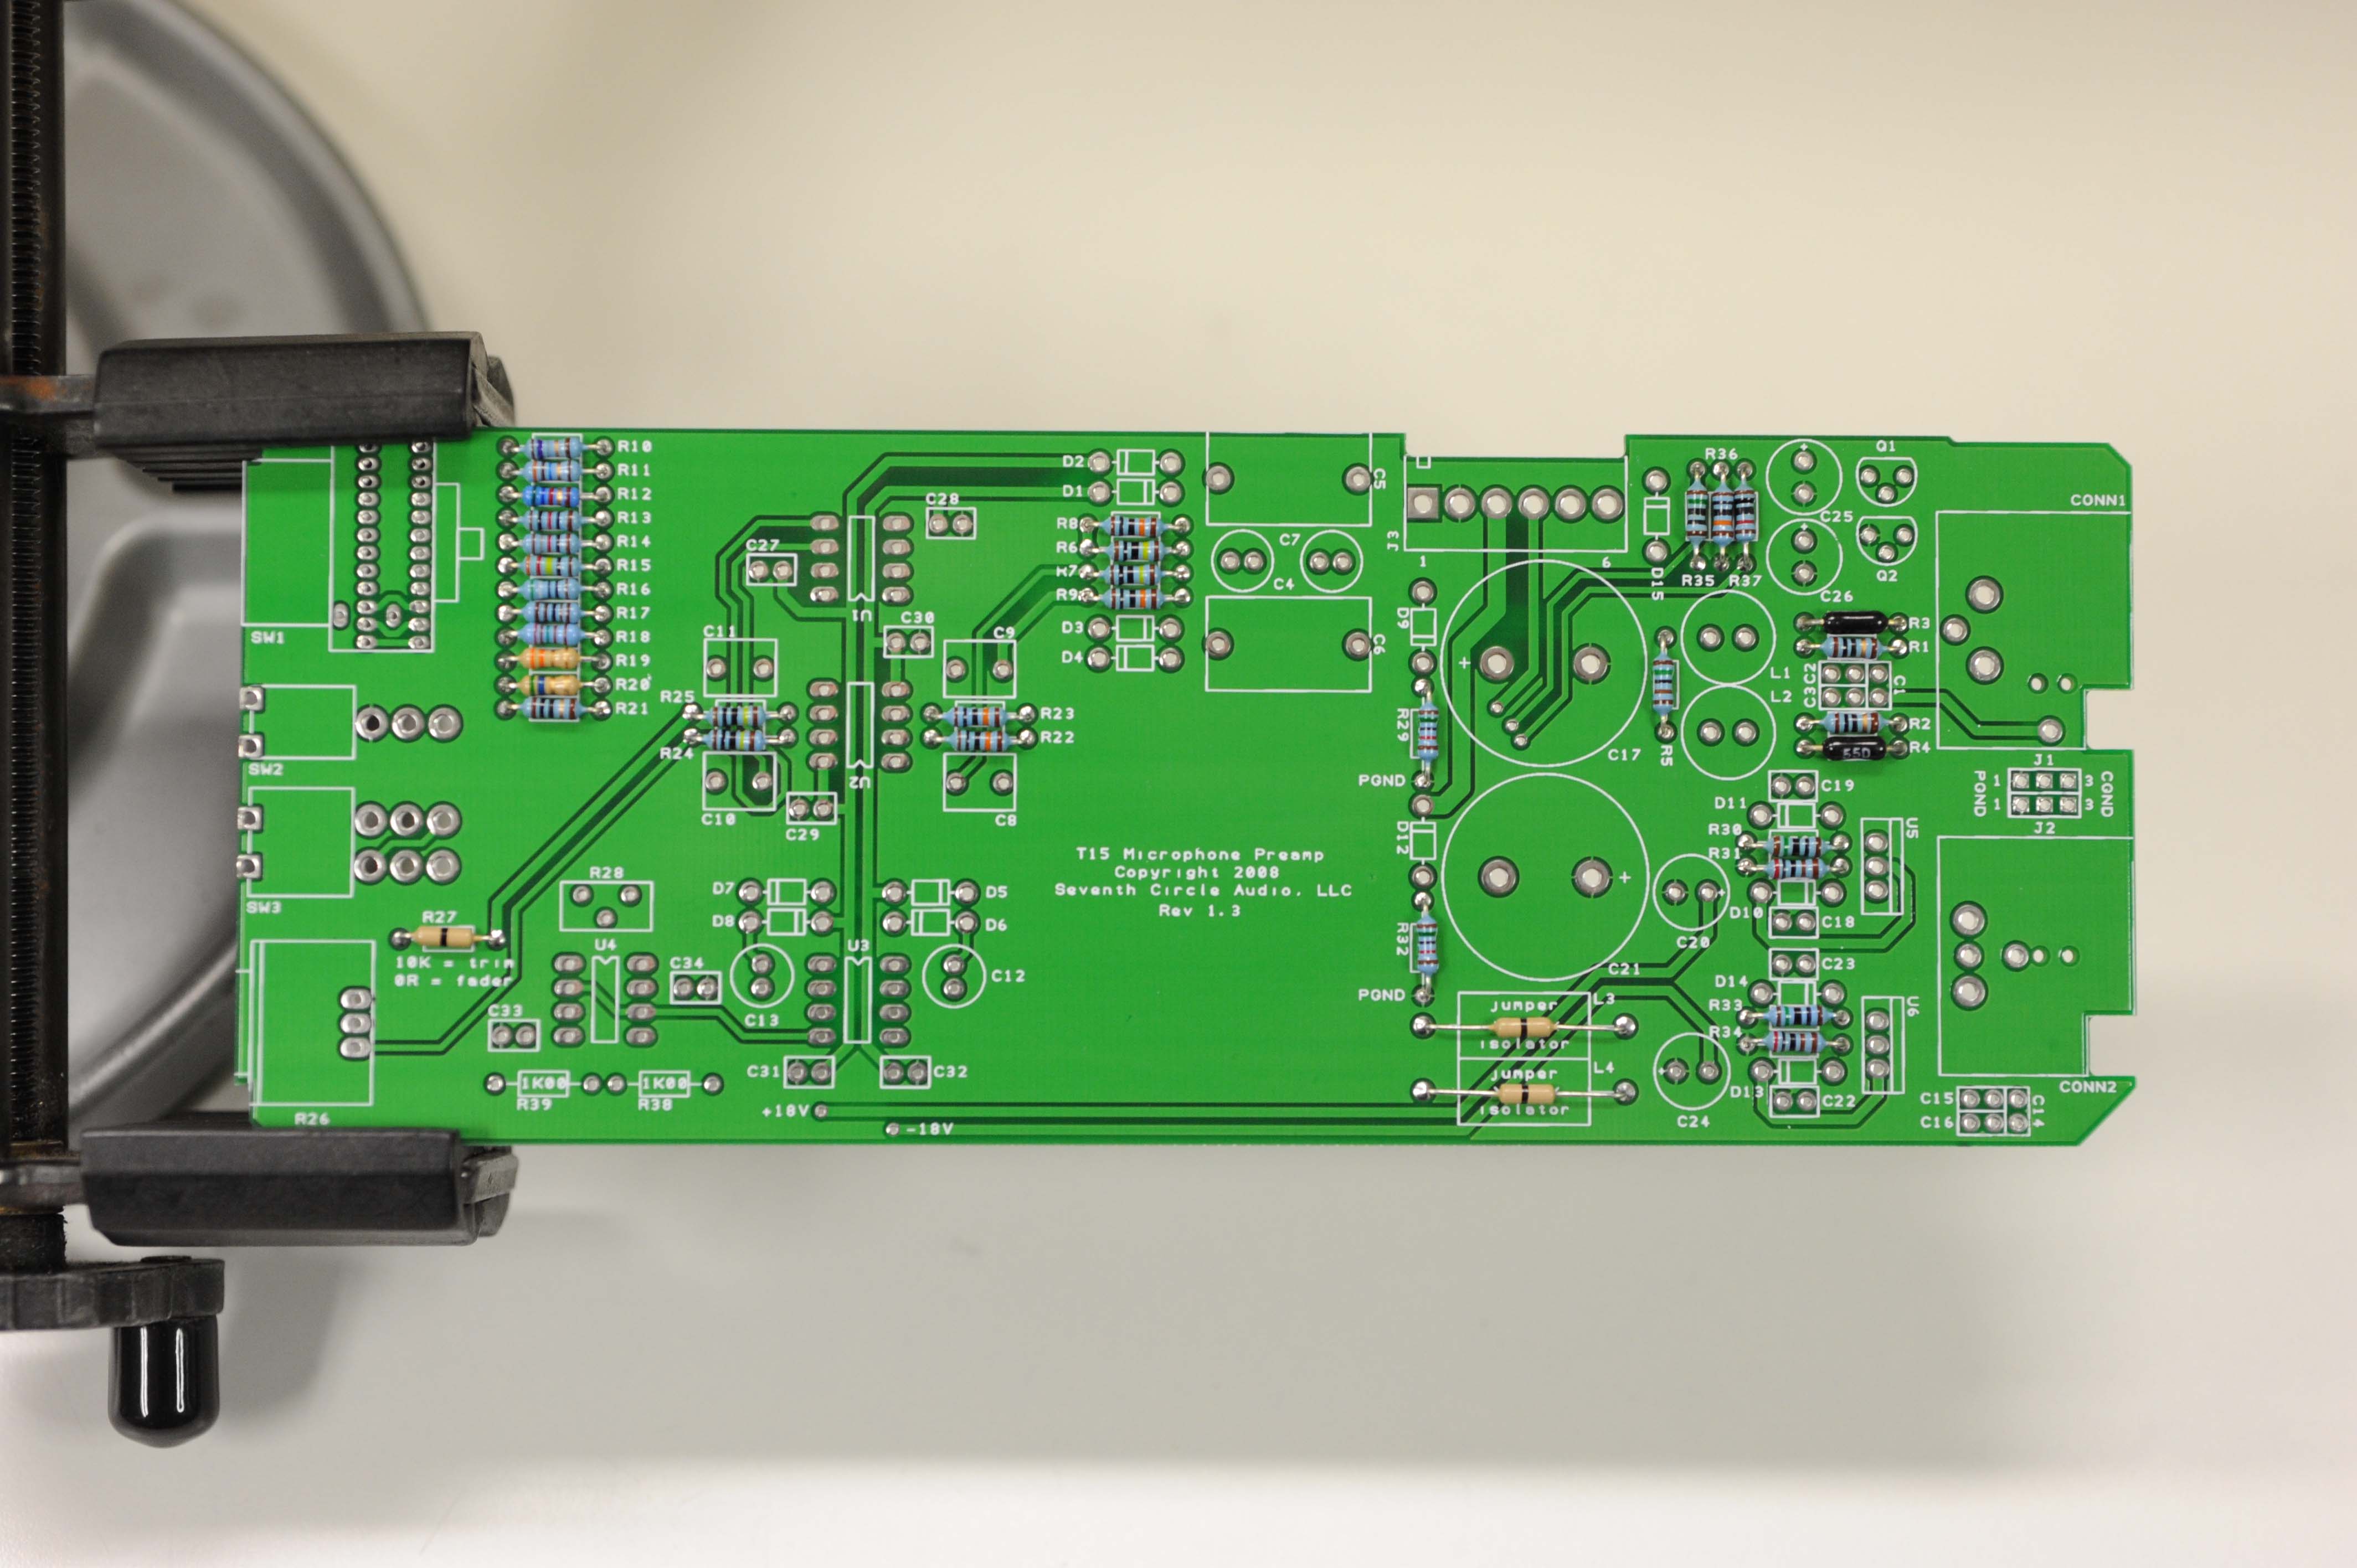 R10
R11
R12
R13
R14
R15
R16
R17
R18
R19
R20
R21
SW1
SW2
SW3
D2
D1
C28
C27
R8
R6
R7
R9
D3
D4
U1
C30
C11
C9
R25
R24
R23
R22
U2
C10
C29
C8
C5
C7
C4
C6
J3
1
6
D9
R29
PGND
D12
R32
PGND
+
C17
+
C21
D15
R36
R35
R37
+
C25
+
C26
Q1
Q2
CONN1
R3
R1
L1
L2
C2
C3
C1
R2
R4
55D
R5
J1
1
3
PGND
CGND
1
3
J2
C19
D11
R30
R31
D10
C18
U5
+
C20
C23
D14
R33
R34
D13
C22
U6
+
C24
CONN2
C15
C16
C14
T15 Microphone Preamp
Copyright 2008
Seventh Circle Audio, LLC
Rev 1.3
R28
D7
D8
D5
D6
R27
10K = trim
0R = fader
U4
U3
C34
C13
C12
C33
C31
C32
1K00
R39
1K00
R38
R26
+18V
-18V
jumper
L3
isolator
jumper
L4
isolator